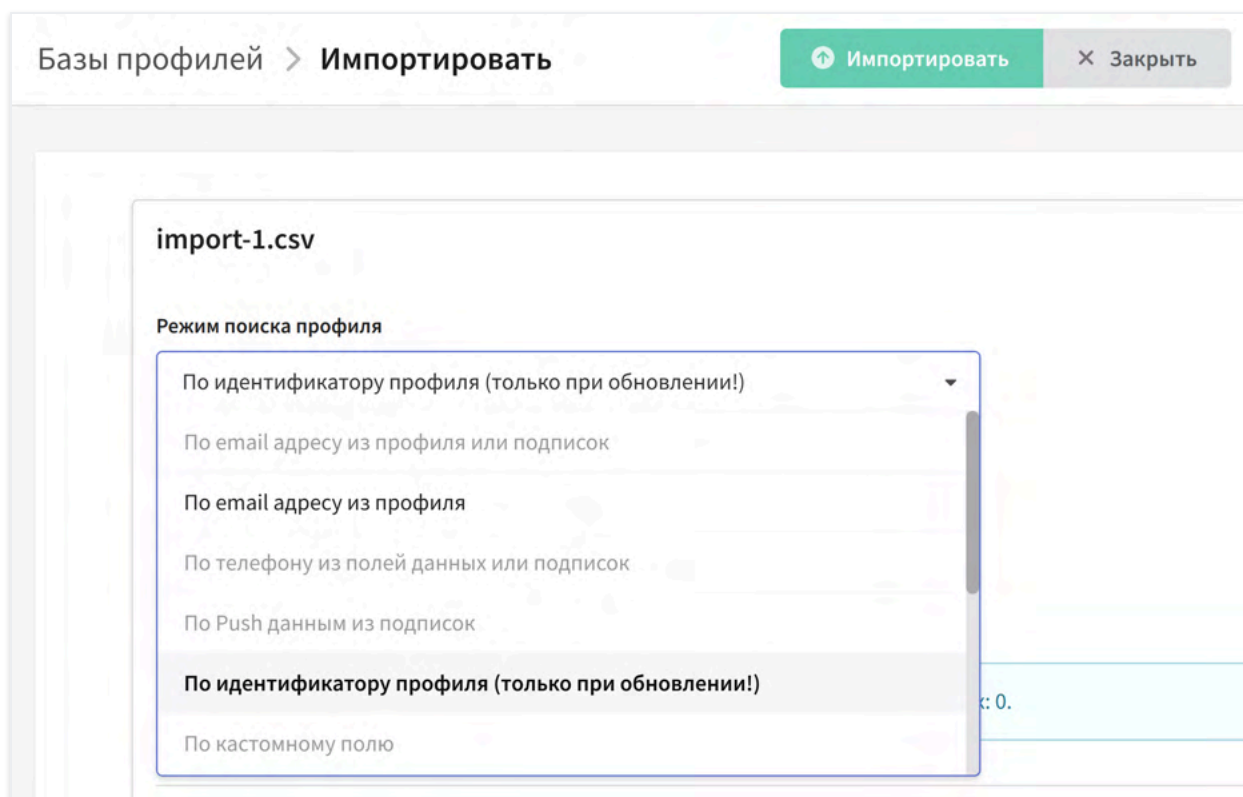 Базы профилей > Импортировать
Импортировать
× Закрыть
import-1.csv
Режим поиска профиля
По идентификатору профиля (только при обновлении!)
По email адресу из профиля или подписок
По email адресу из профиля
По телефону из полей данных или подписок
По Push данным из подписок
По идентификатору профиля (только при обновлении!)
: 0.
По кастомному полю